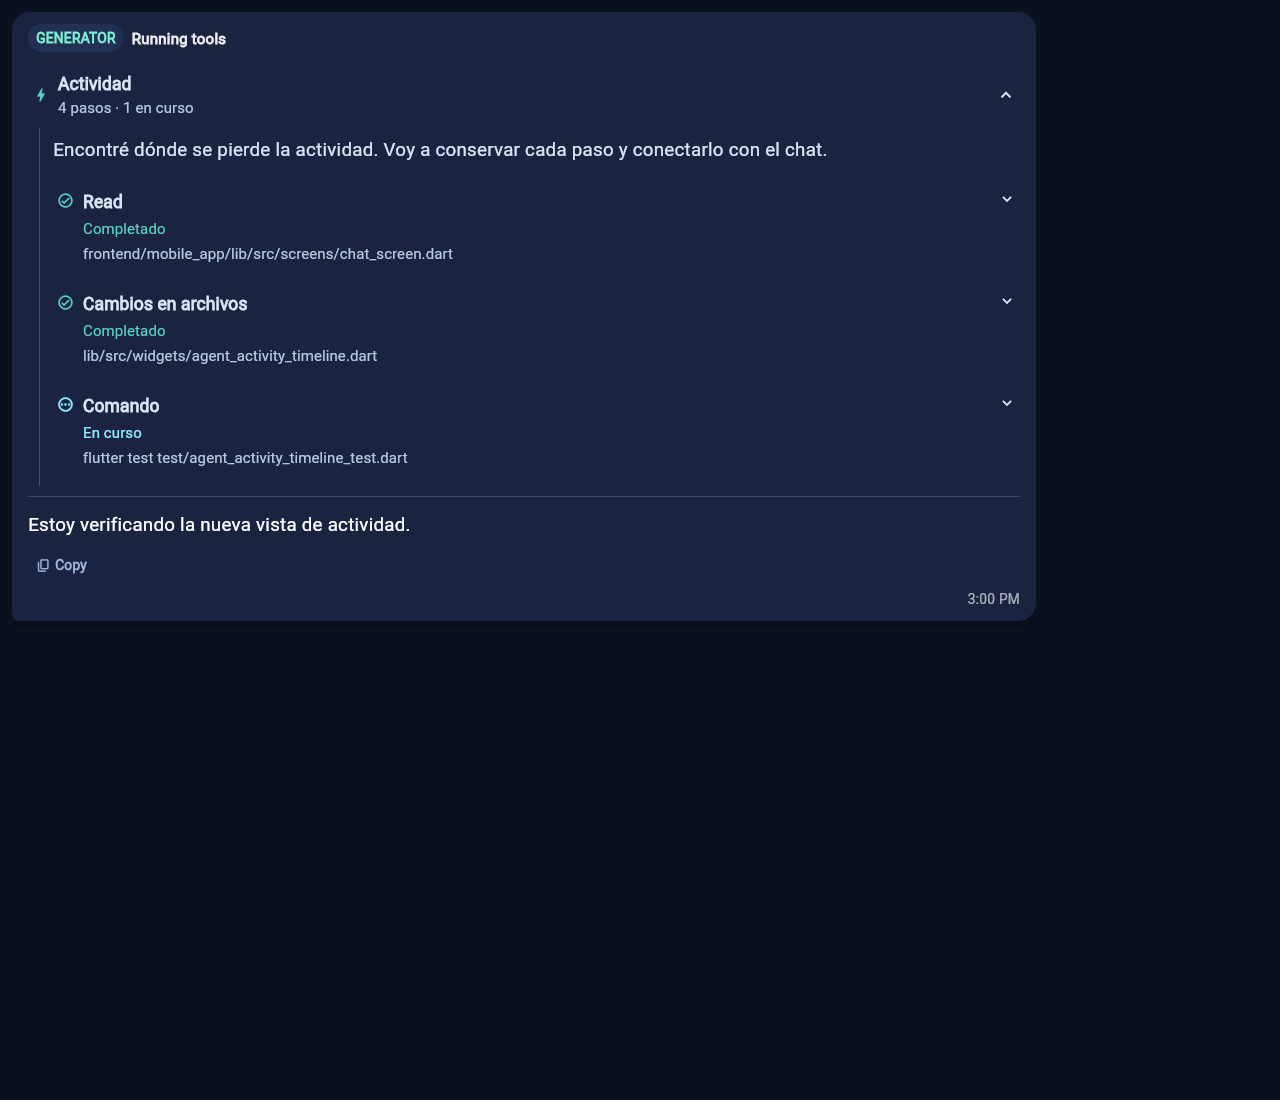 GENERATOR Running tools
Actividad
4 pasos · 1 en curso
Encontré dónde se pierde la actividad. Voy a conservar cada paso y conectarlo con el chat.
Read
Completado
frontend/mobile_app/lib/src/screens/chat_screen.dart
Cambios en archivos
Completado
lib/src/widgets/agent_activity_timeline.dart
Comando
En curso
flutter test test/agent_activity_timeline_test.dart
Estoy verificando la nueva vista de actividad.
Copy
3:00 PM